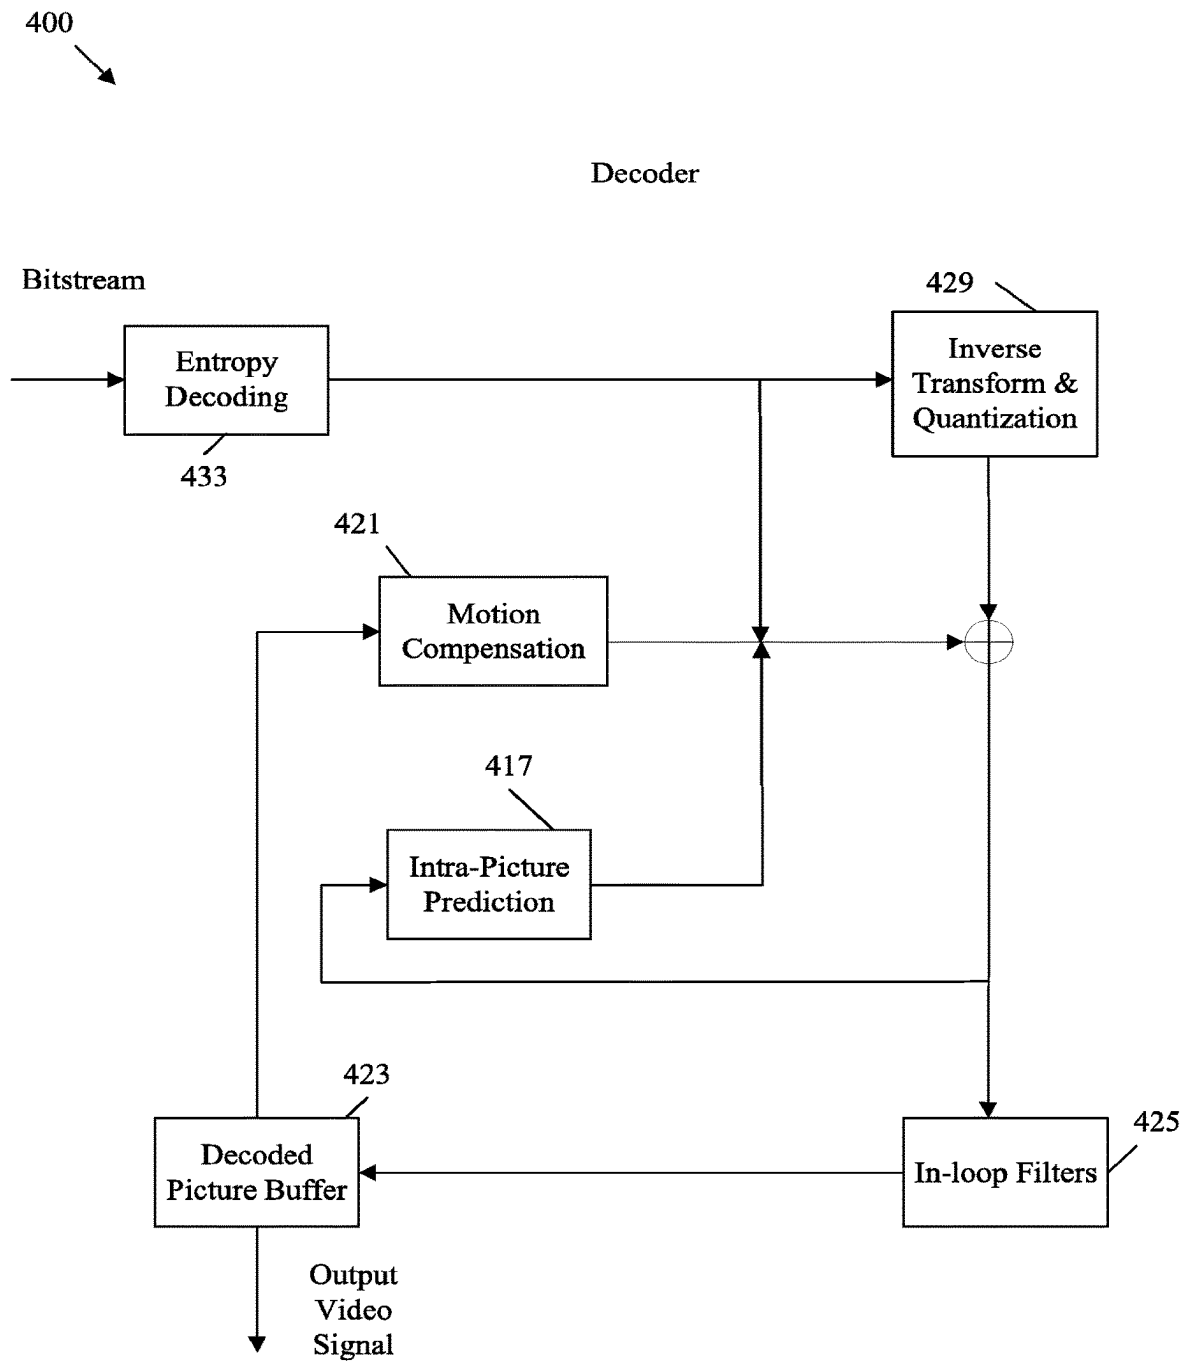 400
Decoder
Bitstream
429
Entropy
Decoding
Inverse
Transform &
Quantization
433
421
Motion
Compensation
417
Intra-Picture
Prediction
423
425
Decoded
Picture Buffer
In-loop Filters
Output
Video
Signal